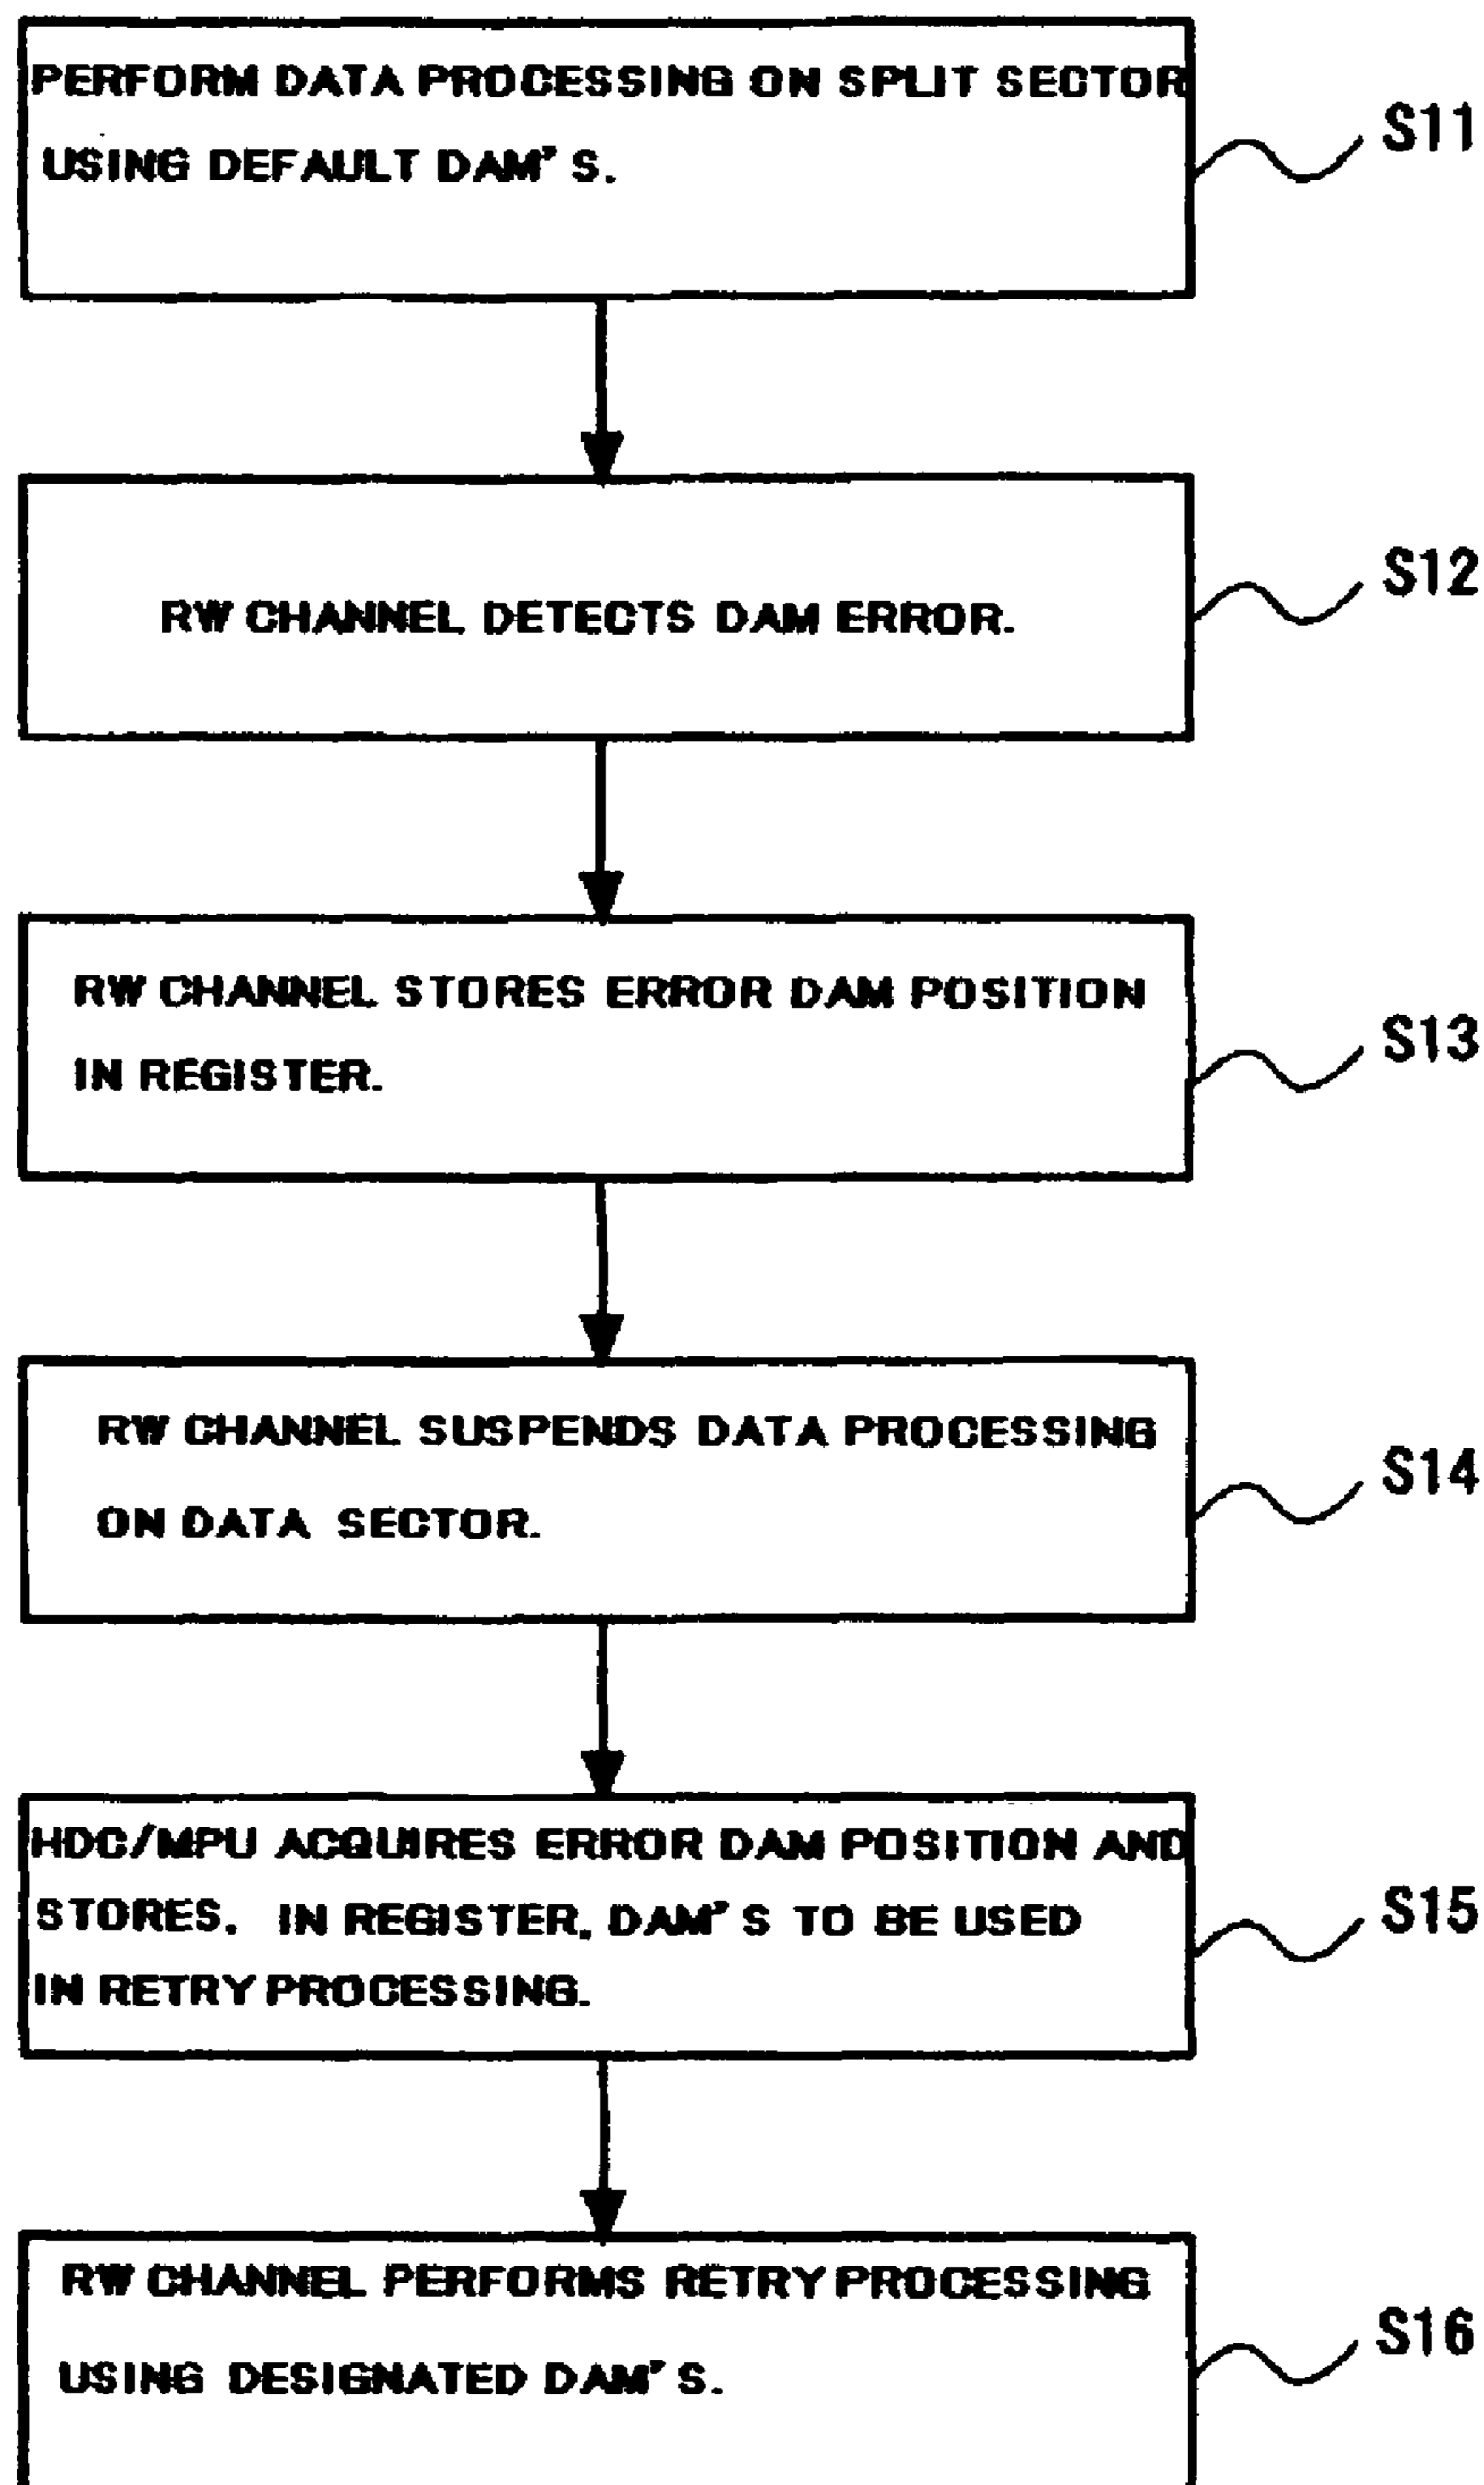 PERFORM DATA PROCESSING ON SPLIT SECTOR
USING DEFAULT DAM'S.
S11
RW CHANNEL DETECTS DAM ERROR.
S12
RW CHANNEL STORES ERROR DAM POSITION
IN REGISTER.
S13
RW CHANNEL SUSPENDS DATA PROCESSING
ON DATA SECTOR.
S14
HDC/MPU ACQUIRES ERROR DAM POSITION AND
STORES. IN REGISTER, DAM'S TO BE USED
IN RETRY PROCESSING.
S15
RW CHANNEL PERFORMS RETRY PROCESSING
USING DESIGNATED DAM'S.
S16